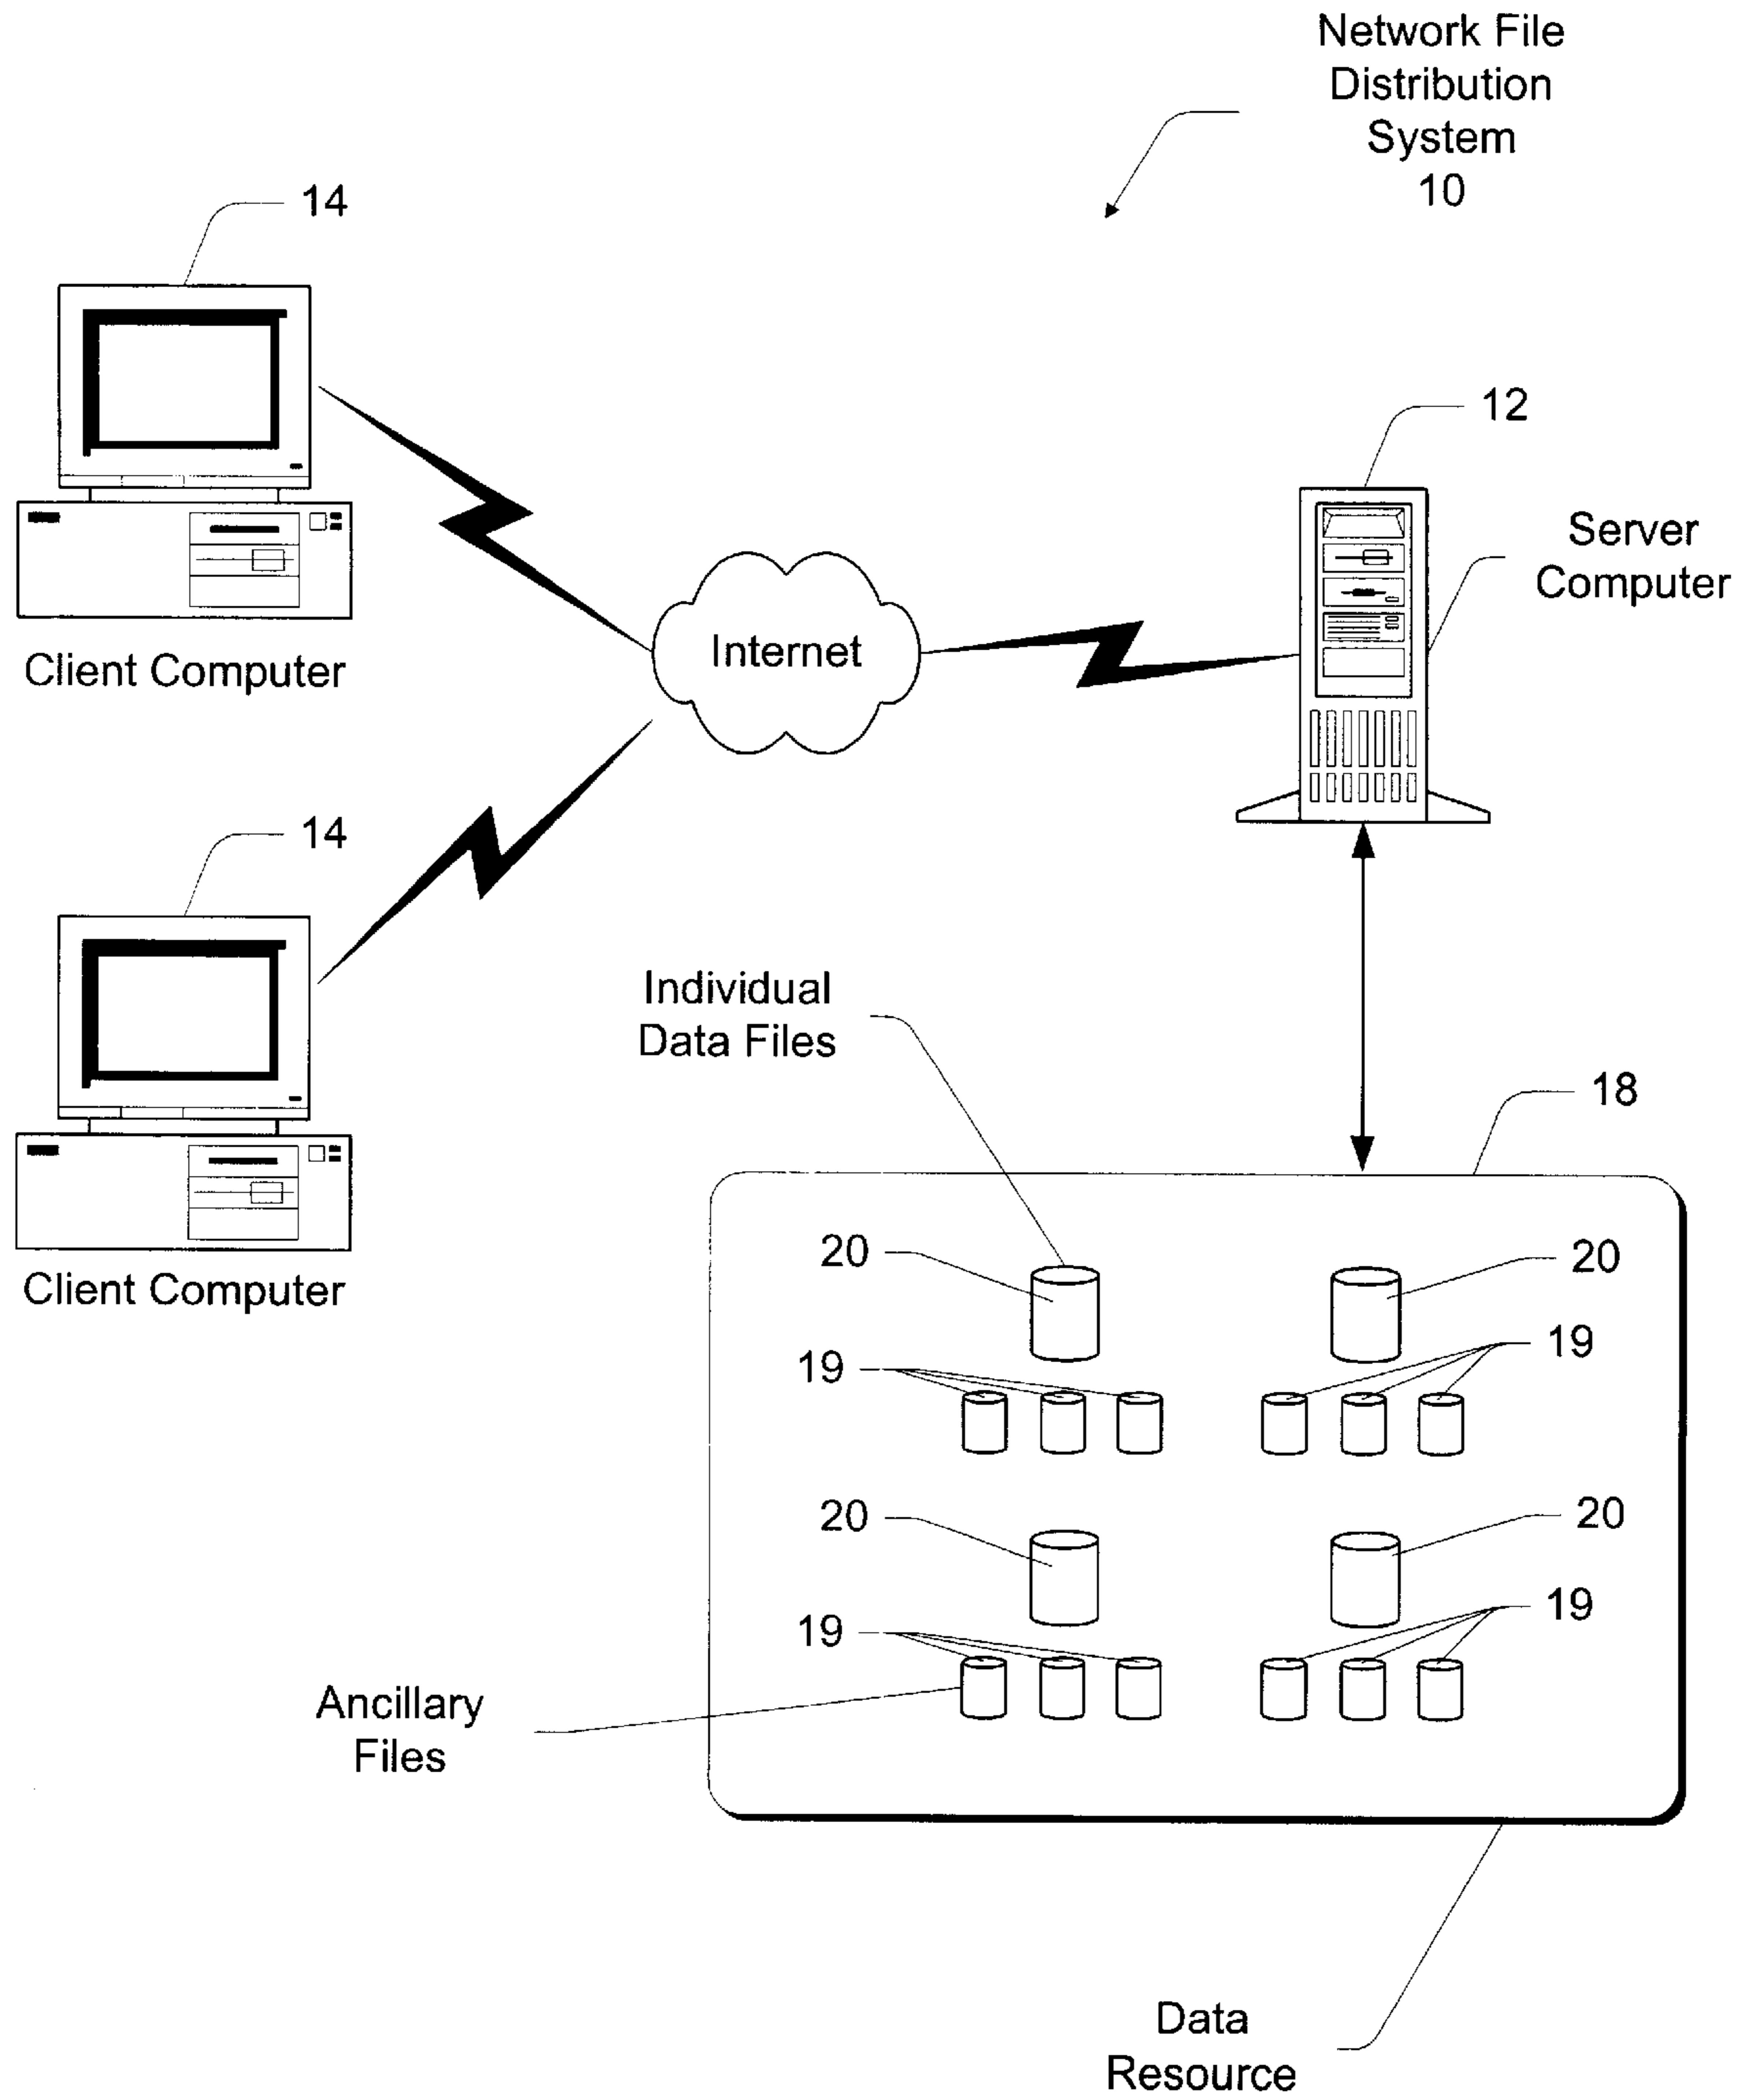 Network File
Distribution
System
10
14
12
Server
Computer
Internet
Client Computer
14
Individual
Data Files
18
20
20
Client Computer
19
19
20
20
19
19
Ancillary
Files
Data
Resource